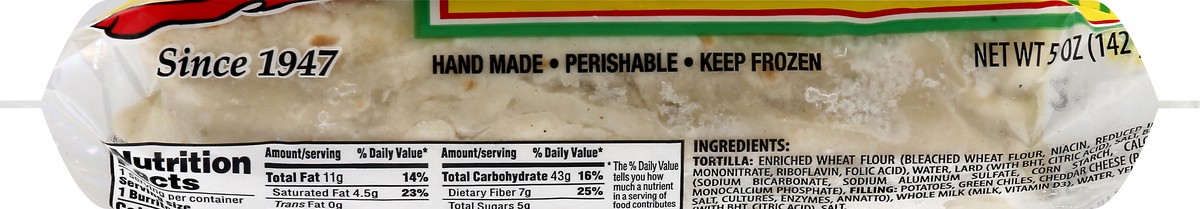 Since 1947
HAND MADE • PERISHABLE • KEEP FROZEN
NET WT 5 OZ (142
Nutrition
Facts
per container
Serving size
1 Burrito
Amount/serving % Daily Value*
Total Fat 11g 14%
Saturated Fat 4.5g 23%
Trans Fat 0g
Amount/serving % Daily Value*
Total Carbohydrate 43g 16%
Dietary Fiber 7g 25%
Total Sugars 5g
* The % Daily Value
tells you how
much a nutrient
in a serving of
food contributes
INGREDIENTS:
TORTILLA: ENRICHED WHEAT FLOUR (BLEACHED WHEAT FLOUR, NIACIN, REDUCED
MONONITRATE, RIBOFLAVIN, FOLIC ACID), WATER, LARD (WITH BHT, CITRIC ACID), SALT,
(SODIUM BICARBONATE, SODIUM ALUMINUM SULFATE, CORN STARCH,
MONOCALCIUM PHOSPHATE). FILLING: POTATOES, GREEN CHILES, CHEDDAR CHEESE
SALT, CULTURES, ENZYMES, ANNATTO), WHOLE MILK (MILK, VITAMIN D3), WATER,
(WITH BHT, CITRIC ACID), SALT.